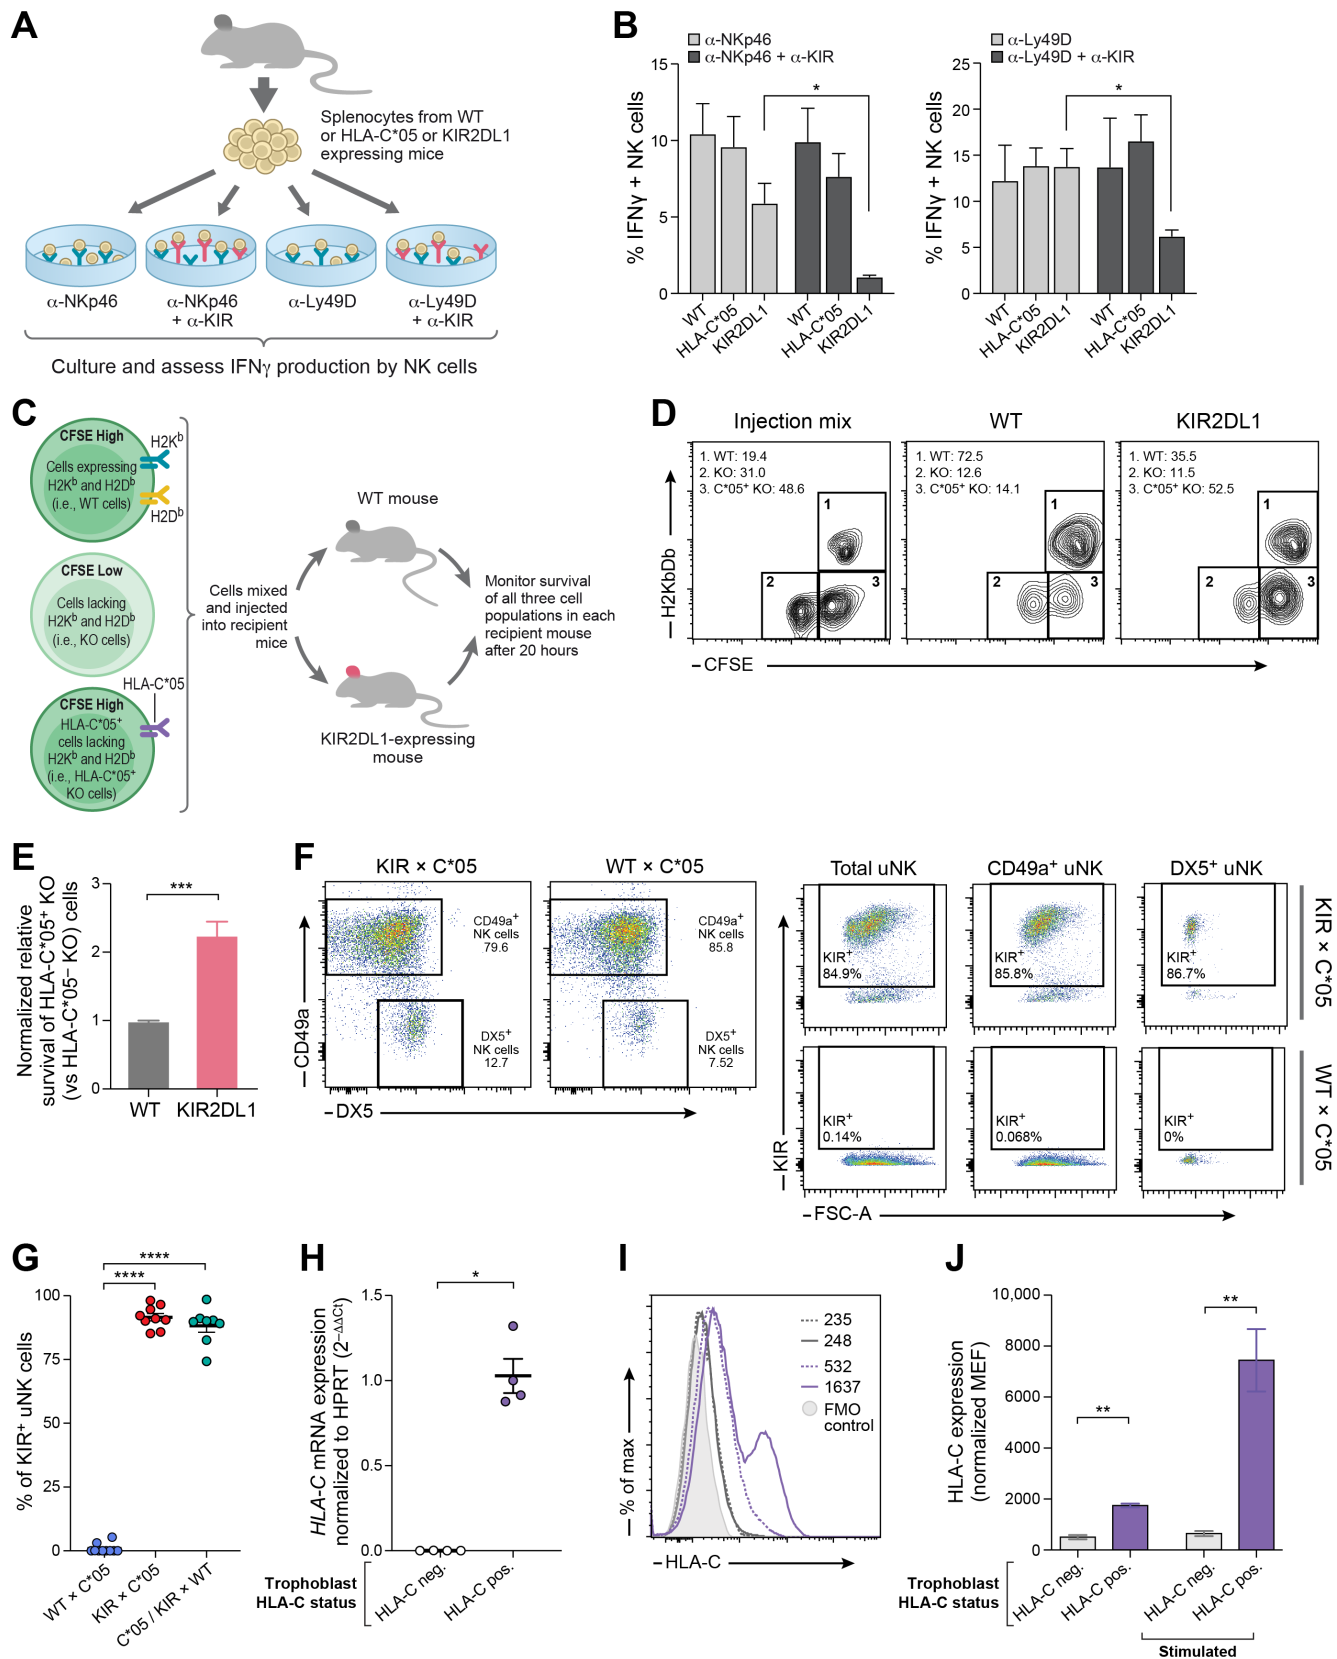 A
Splenocytes from WT
or HLA-C*05 or KIR2DL1
expressing mice
α-NKp46
α-NKp46
+ α-KIR
α-Ly49D
α-Ly49D
+ α-KIR
Culture and assess IFNγ production by NK cells
B
α-NKp46
α-NKp46 + α-KIR
% IFNγ + NK cells
15
10
5
0
*
WT
HLA-C*05
KIR2DL1
WT
HLA-C*05
KIR2DL1
α-Ly49D
α-Ly49D + α-KIR
% IFNγ + NK cells
25
20
15
10
5
0
*
WT
HLA-C*05
KIR2DL1
WT
HLA-C*05
KIR2DL1
C
CFSE High
Cells expressing
H2Kb and H2Db
(i.e., WT cells)
H2Kb
H2Db
CFSE Low
Cells lacking
H2Kb and H2Db
(i.e., KO cells)
HLA-C*05
CFSE High
HLA-C*05+
cells lacking
H2Kb and H2Db
(i.e., HLA-C*05+
KO cells)
Cells mixed
and injected
into recipient
mice
WT mouse
KIR2DL1-expressing
mouse
Monitor survival
of all three cell
populations in each
recipient mouse
after 20 hours
D
Injection mix
1. WT: 19.4
2. KO: 31.0
3. C*05+ KO: 48.6
1
2
3
WT
1. WT: 72.5
2. KO: 12.6
3. C*05+ KO: 14.1
1
2
3
KIR2DL1
1. WT: 35.5
2. KO: 11.5
3. C*05+ KO: 52.5
1
2
3
H2KbDb
CFSE
E
Normalized relative
survival of HLA-C*05+ KO
(vs HLA-C*05− KO) cells
3
2
1
0
***
WT
KIR2DL1
F
KIR × C*05
CD49a+
NK cells
79.6
DX5+
NK cells
12.7
WT × C*05
CD49a+
NK cells
85.8
DX5+
NK cells
7.52
CD49a
DX5
Total uNK
CD49a+ uNK
DX5+ uNK
KIR+
84.9%
KIR+
85.8%
KIR+
86.7%
KIR × C*05
KIR+
0.14%
KIR+
0.068%
KIR+
0%
WT × C*05
KIR
FSC-A
G
% of KIR+ uNK cells
100
75
50
25
0
****
****
WT × C*05
KIR × C*05
C*05 / KIR × WT
H
HLA-C mRNA expression
normalized to HPRT (2−ΔΔCt)
1.5
1.0
0.5
0.0
*
Trophoblast
HLA-C status
HLA-C neg.
HLA-C pos.
I
% of max
HLA-C
235
248
532
1637
FMO
control
J
HLA-C expression
(normalized MEF)
10,000
8000
6000
4000
2000
0
**
**
Trophoblast
HLA-C status
HLA-C neg.
HLA-C pos.
HLA-C neg.
HLA-C pos.
Stimulated